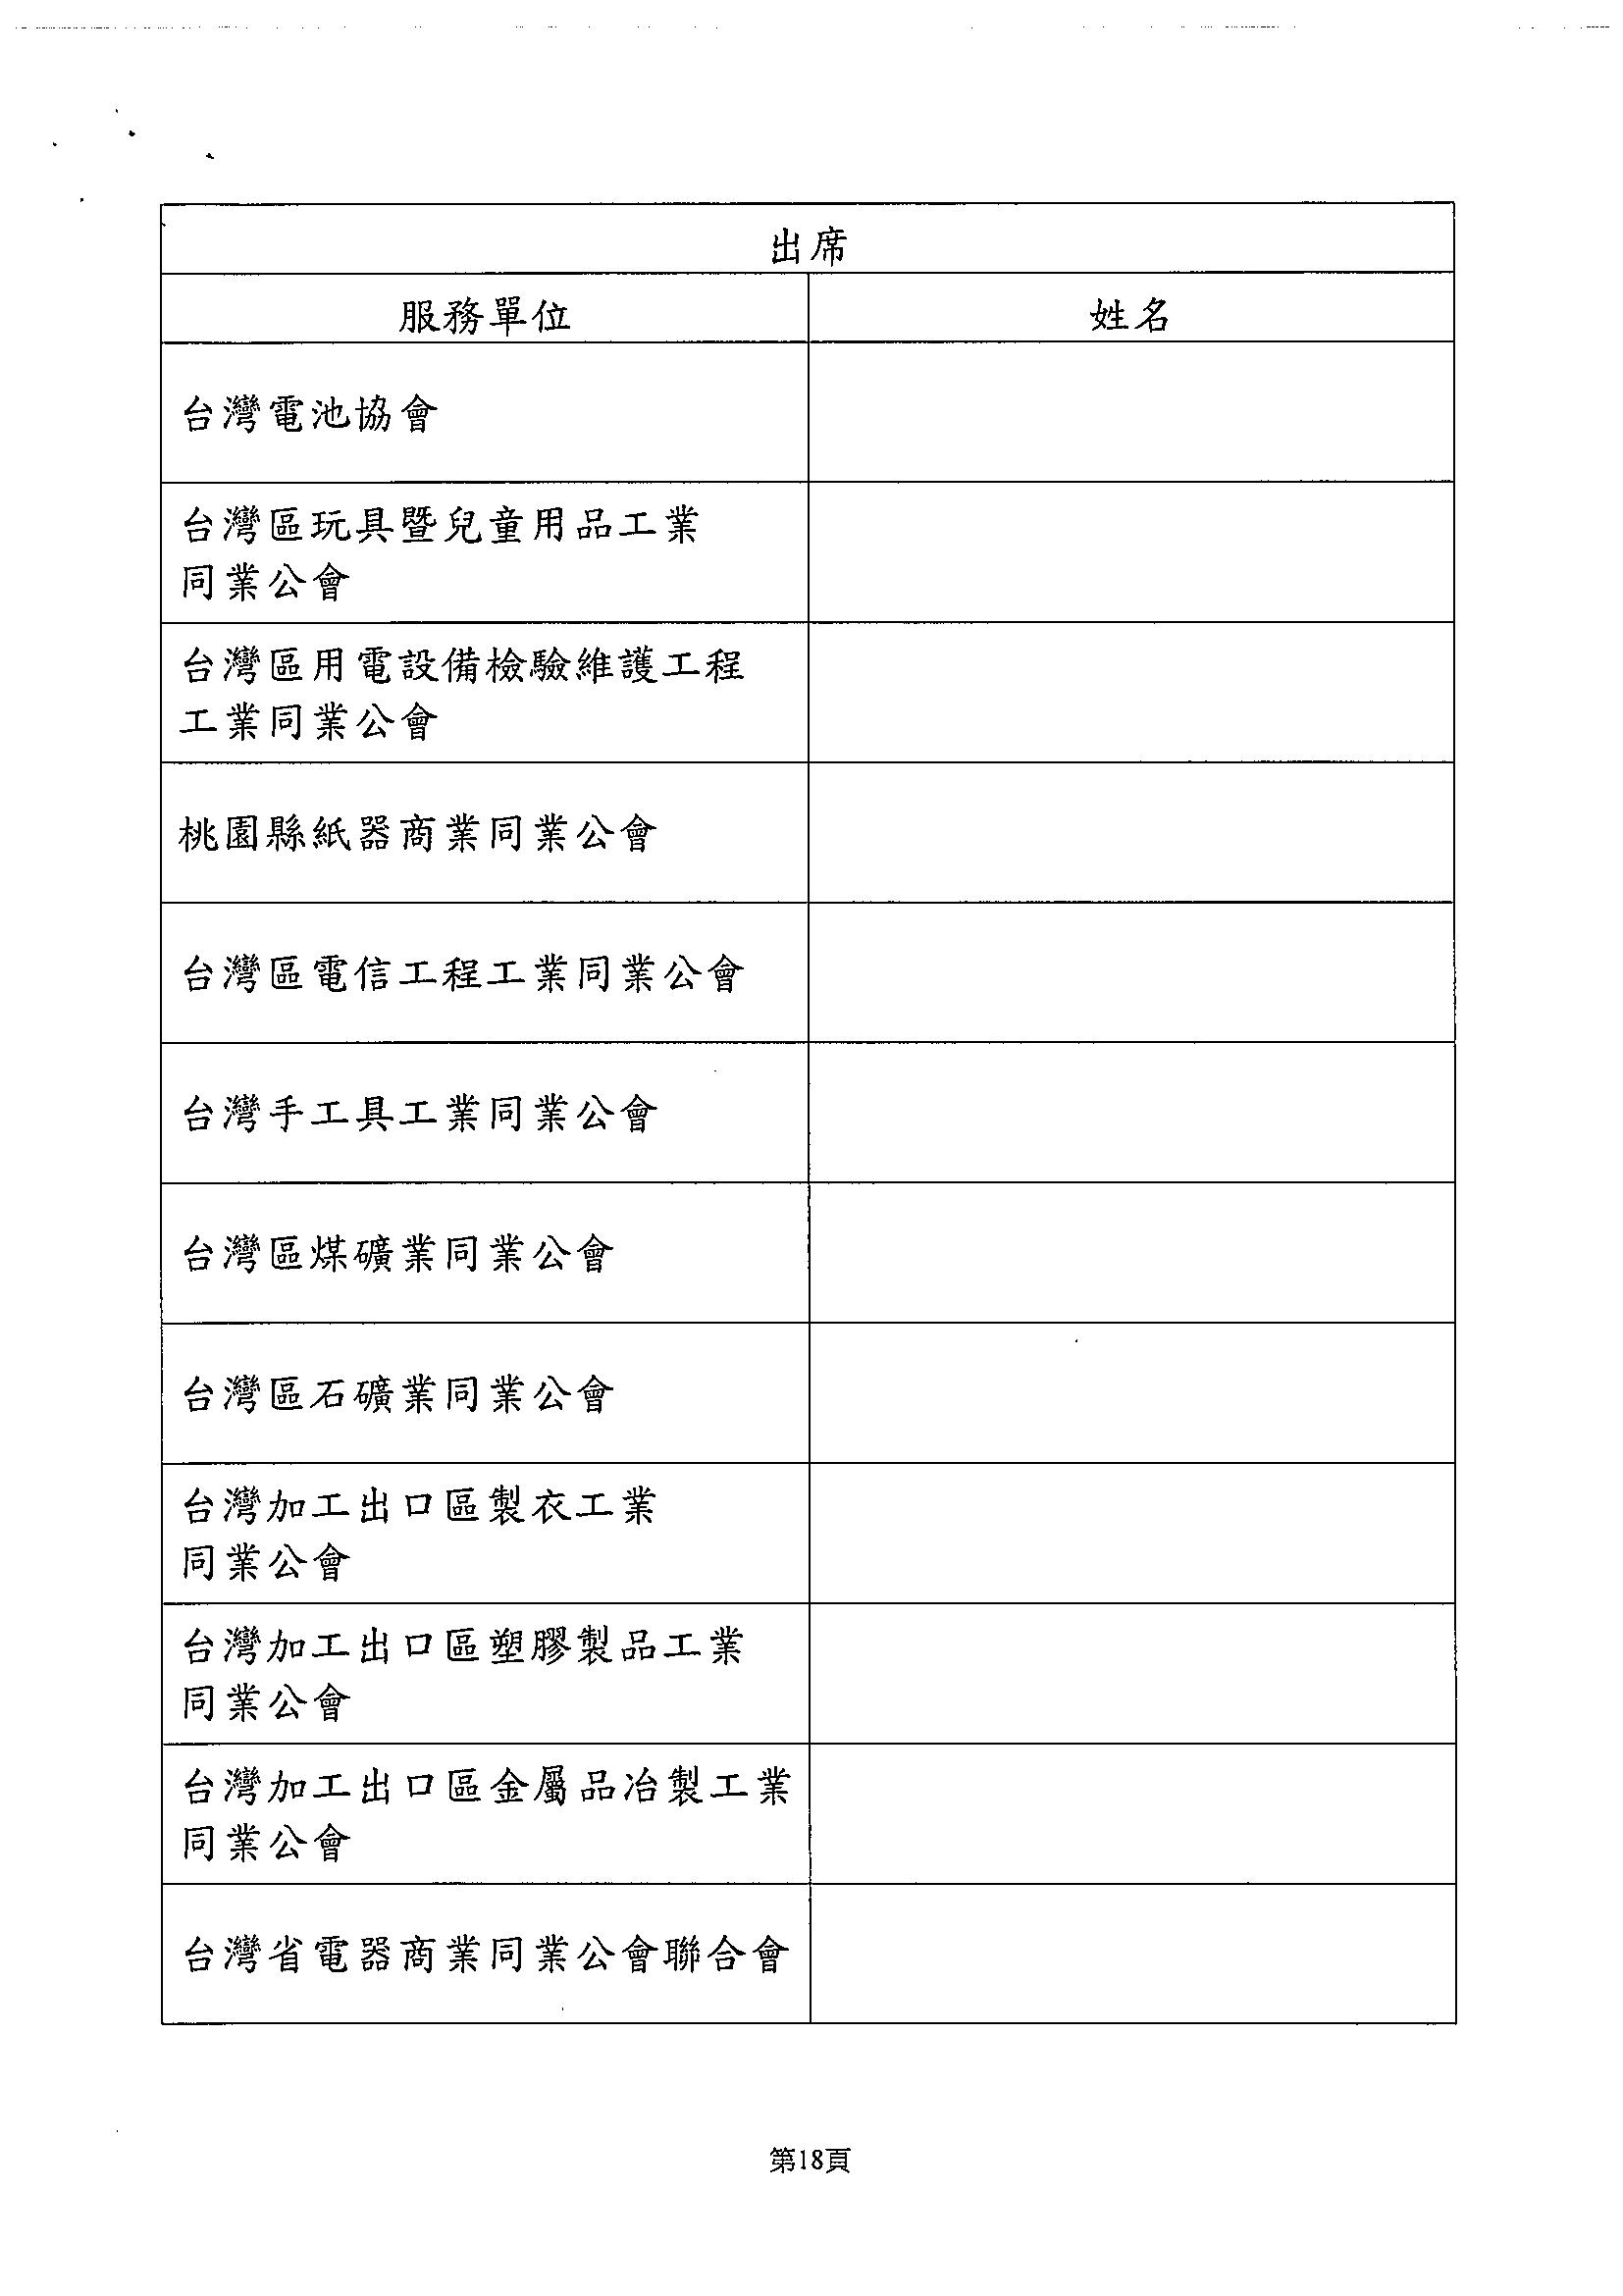 出席
服務單位 姓名
台灣電池協會
台灣區玩具暨兒童用品工業
同業公會
台灣區用電設備檢驗維護工程
工業同業公會
桃園縣紙器商業同業公會
台灣區電信工程工業同業公會
台灣手工具工業同業公會
台灣區煤礦業同業公會
台灣區石礦業同業公會
台灣加工出口區製衣工業
同業公會
台灣加工出口區塑膠製品工業
同業公會
台灣加工出口區金屬品冶製工業
同業公會
台灣省電器商業同業公會聯合會
第18頁